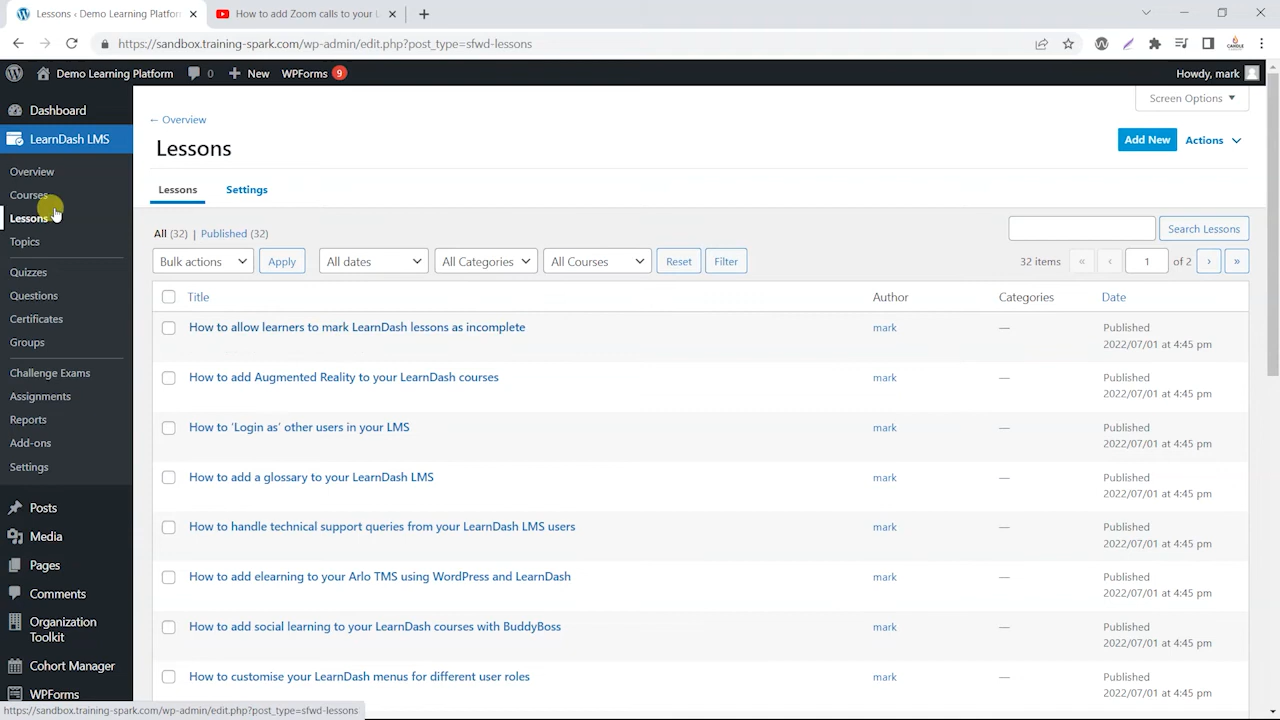 Lessons ‹ Demo Learning Platfor
How to add Zoom calls to your L
https://sandbox.training-spark.com/wp-admin/edit.php?post_type=sfwd-lessons
Demo Learning Platform 0 New WPForms 9
Howdy, mark
Dashboard
LearnDash LMS
Overview
Courses
Lessons
Topics
Quizzes
Questions
Certificates
Groups
Challenge Exams
Assignments
Reports
Add-ons
Settings
Posts
Media
Pages
Comments
Organization
Toolkit
Cohort Manager
WPForms
Screen Options ▼
← Overview
Lessons
Add New Actions
Lessons Settings
All (32) | Published (32)
Search Lessons
Bulk actions Apply All dates All Categories All Courses Reset Filter 32 items « ‹ 1 of 2 › »
Title Author Categories Date
How to allow learners to mark LearnDash lessons as incomplete mark — Published
2022/07/01 at 4:45 pm
How to add Augmented Reality to your LearnDash courses mark — Published
2022/07/01 at 4:45 pm
How to ‘Login as’ other users in your LMS mark — Published
2022/07/01 at 4:45 pm
How to add a glossary to your LearnDash LMS mark — Published
2022/07/01 at 4:45 pm
How to handle technical support queries from your LearnDash LMS users mark — Published
2022/07/01 at 4:45 pm
How to add elearning to your Arlo TMS using WordPress and LearnDash mark — Published
2022/07/01 at 4:45 pm
How to add social learning to your LearnDash courses with BuddyBoss mark — Published
2022/07/01 at 4:45 pm
How to customise your LearnDash menus for different user roles mark — Published
2022/07/01 at 4:45 pm
https://sandbox.training-spark.com/wp-admin/edit.php?post_type=sfwd-lessons